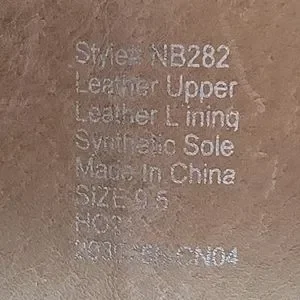 Style# NB282
Leather Upper
Leather Lining
Synthetic Sole
Made In China
SIZE 9.5